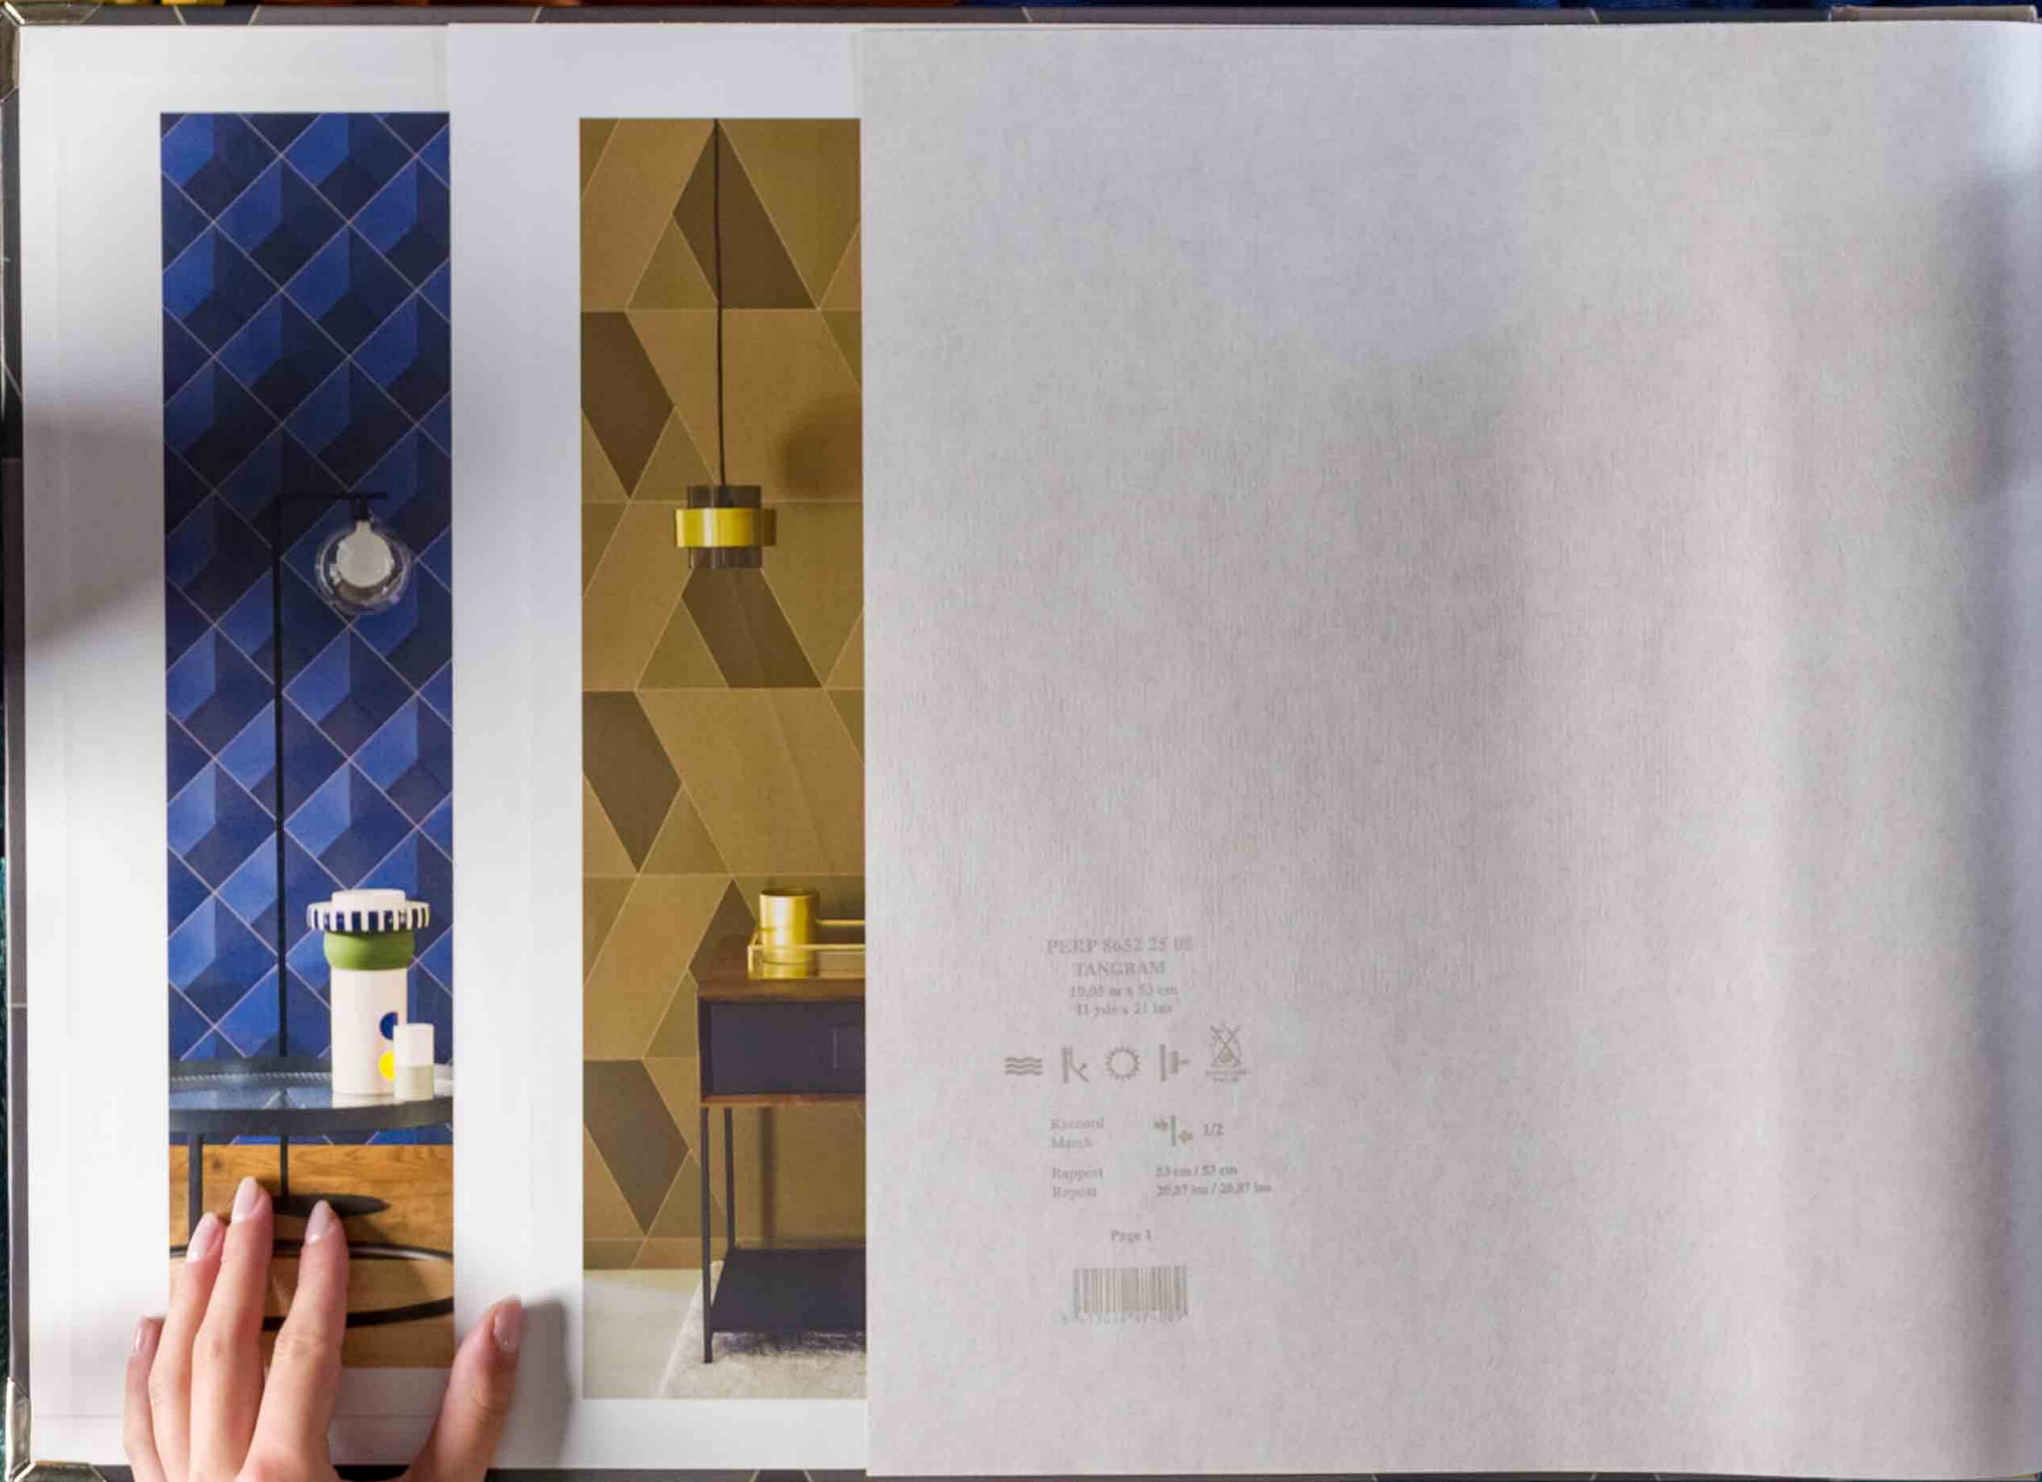 PERP 8652 25 08
TANGRAM
10,05 m x 53 cm
11 yds x 21 ins
Raccord 1/2
Match
Rapport 53 cm / 53 cm
Repeat 20,87 ins / 20,87 ins
Page 1